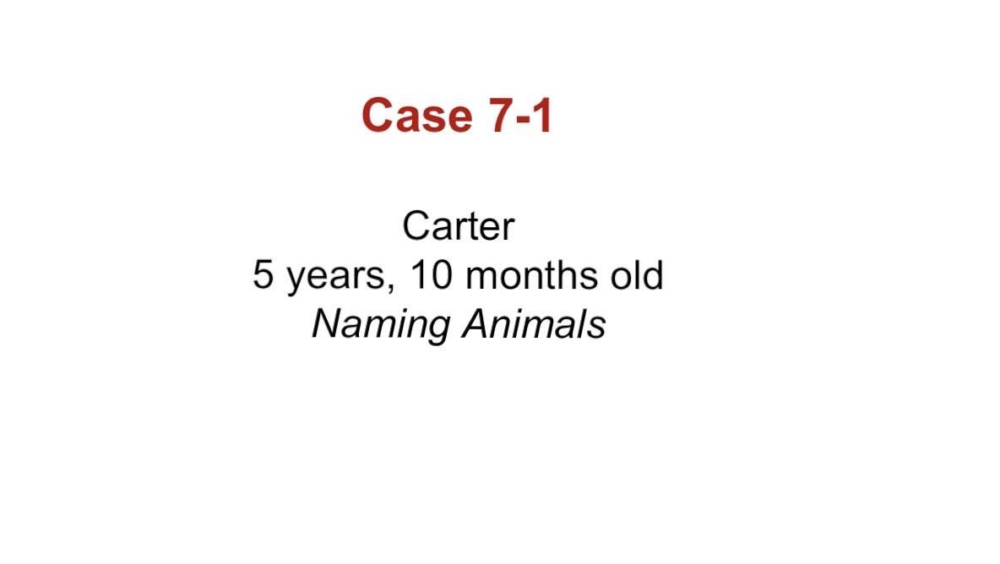 Case 7-1
Carter
5 years, 10 months old
Naming Animals